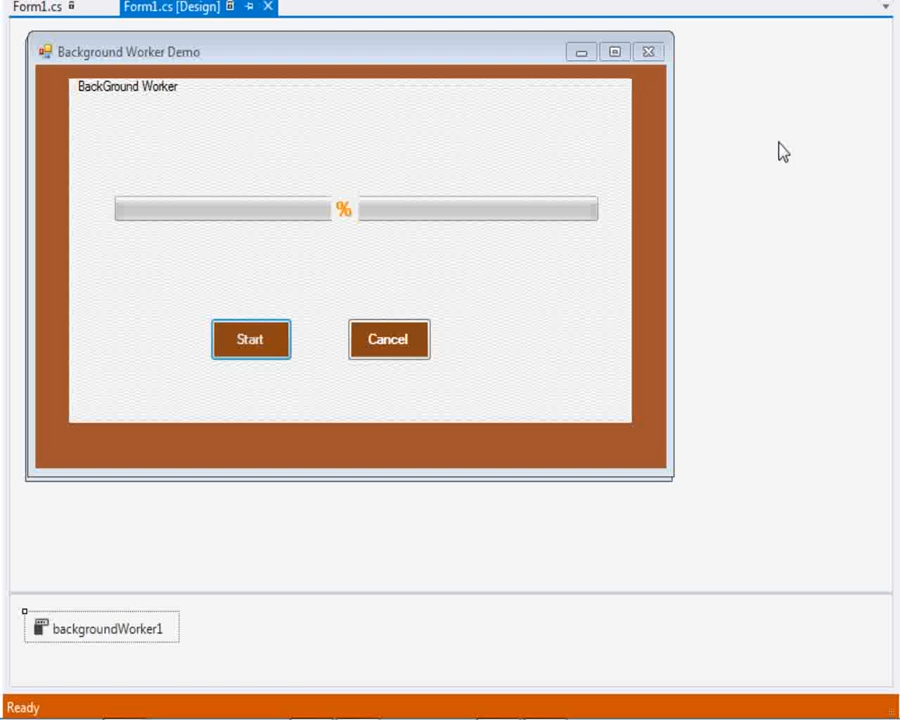 Form1.cs Form1.cs [Design]
Background Worker Demo
BackGround Worker
%
Start Cancel
backgroundWorker1
Ready